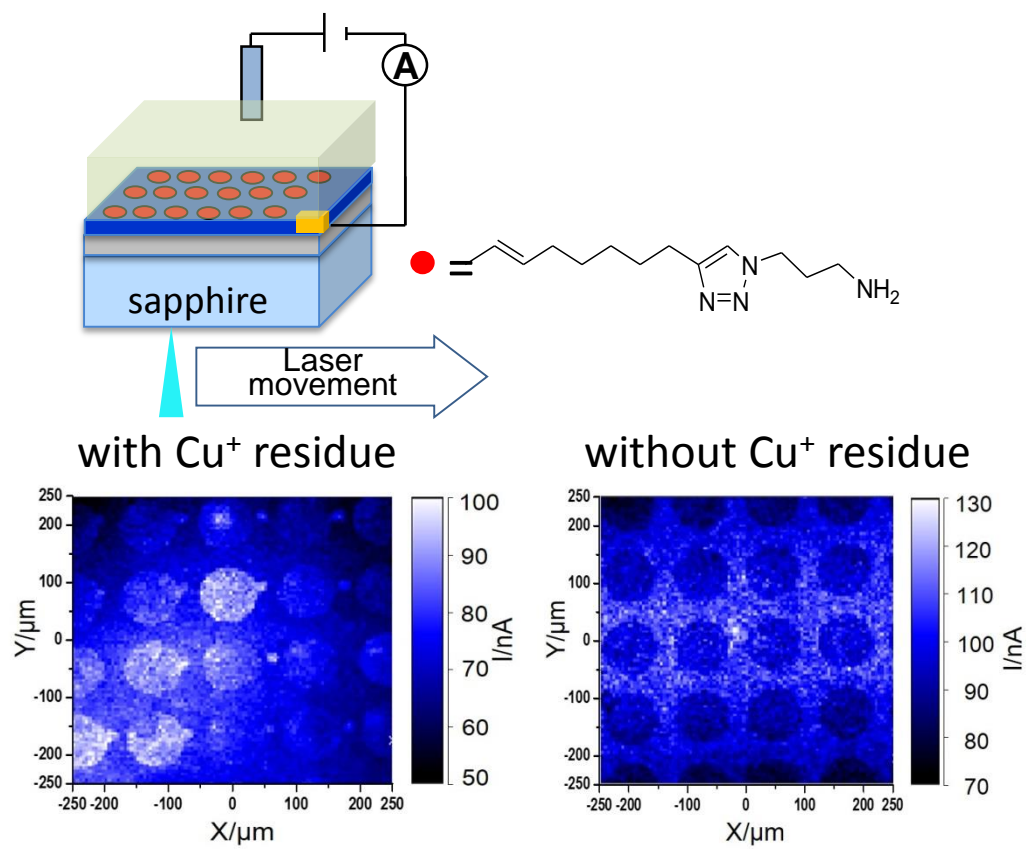 A
sapphire
N
N=N
NH2
=
Laser
movement
with Cu⁺ residue
without Cu⁺ residue
250
200
100
0
-100
-200
-250
Y/μm
-250 -200 -100 0 100 200 250
X/μm
100
90
80
70
60
50
I/nA
250
200
100
0
-100
-200
-250
Y/μm
-250 -200 -100 0 100 200 250
X/μm
130
120
110
100
90
80
70
I/nA